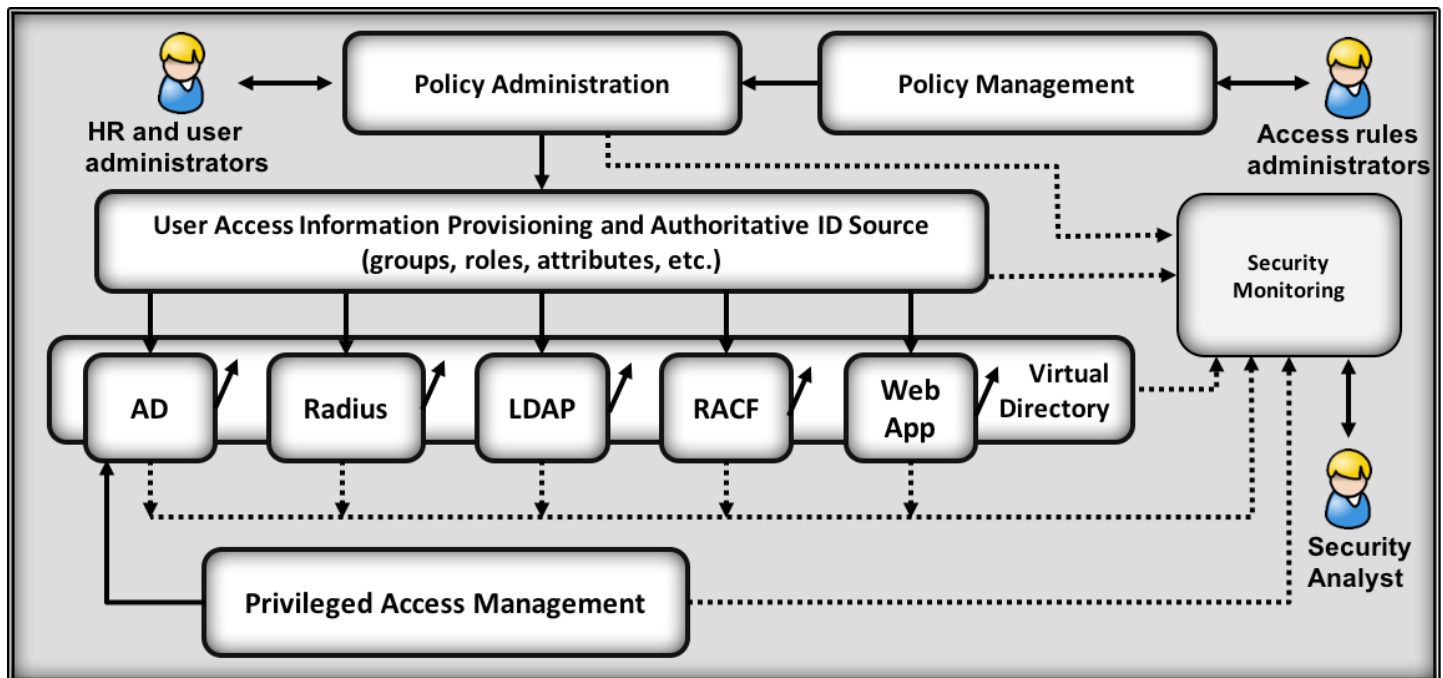 Policy Administration
Policy Management
HR and user
administrators
Access rules
administrators
User Access Information Provisioning and Authoritative ID Source
(groups, roles, attributes, etc.)
Security
Monitoring
AD
Radius
LDAP
RACF
Web
App
Virtual
Directory
Security
Analyst
Privileged Access Management